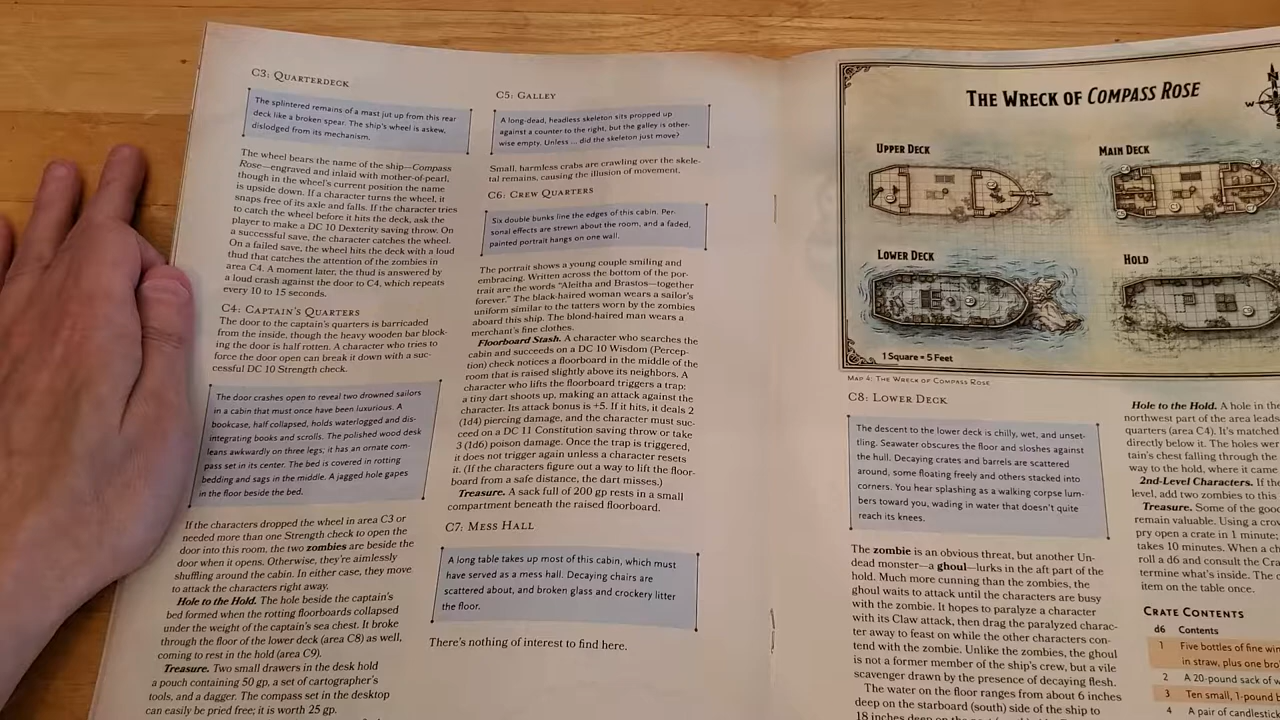 C3: Quarterdeck
The splintered remains of a mast jut up from this rear
deck like a broken spear. The ship's wheel is askew,
dislodged from its mechanism.
The wheel bears the name of the ship—Compass
Rose—engraved and inlaid with mother-of-pearl,
though in the wheel's current position the name
is upside down. If a character turns the wheel, it
snaps free of its axle and falls. If the character tries
to catch the wheel before it hits the deck, ask the
player to make a DC 10 Dexterity saving throw. On
a successful save, the character catches the wheel.
On a failed save, the wheel hits the deck with a loud
thud that catches the attention of the zombies in
area C4. A moment later, the thud is answered by
a loud crash against the door to C4, which repeats
every 10 to 15 seconds.
C4: Captain's Quarters
The door to the captain's quarters is barricaded
from the inside, though the heavy wooden bar block-
ing the door is half rotten. A character who tries to
force the door open can break it down with a suc-
cessful DC 10 Strength check.
The door crashes open to reveal two drowned sailors
in a cabin that must once have been luxurious. A
bookcase, half collapsed, holds waterlogged and dis-
integrating books and scrolls. The polished wood desk
leans awkwardly on three legs; it has an ornate com-
pass set in its center. The bed is covered in rotting
bedding and sags in the middle. A jagged hole gapes
in the floor beside the bed.
If the characters dropped the wheel in area C3 or
needed more than one Strength check to open the
door into this room, the two zombies are beside the
door when it opens. Otherwise, they're aimlessly
shuffling around the cabin. In either case, they move
to attack the characters right away.
Hole to the Hold. The hole beside the captain's
bed formed when the rotting floorboards collapsed
under the weight of the captain's sea chest. It broke
through the floor of the lower deck (area C8) as well,
coming to rest in the hold (area C9).
Treasure. Two small drawers in the desk hold
a pouch containing 50 gp, a set of cartographer's
tools, and a dagger. The compass set in the desktop
can easily be pried free; it is worth 25 gp.
C5: Galley
A long-dead, headless skeleton sits propped up
against a counter to the right, but the galley is other-
wise empty. Unless ... did the skeleton just move?
Small, harmless crabs are crawling over the skele-
tal remains, causing the illusion of movement.
C6: Crew Quarters
Six double bunks line the edges of this cabin. Per-
sonal effects are strewn about the room, and a faded,
painted portrait hangs on one wall.
The portrait shows a young couple smiling and
embracing. Written across the bottom of the por-
trait are the words "Aleitha and Brastos—together
forever." The black-haired woman wears a sailor's
uniform similar to the tatters worn by the zombies
aboard this ship. The blond-haired man wears a
merchant's fine clothes.
Floorboard Stash. A character who searches the
cabin and succeeds on a DC 10 Wisdom (Percep-
tion) check notices a floorboard in the middle of the
room that is raised slightly above its neighbors. A
character who lifts the floorboard triggers a trap:
a tiny dart shoots up, making an attack against the
character. Its attack bonus is +5. If it hits, it deals 2
(1d4) piercing damage, and the character must suc-
ceed on a DC 11 Constitution saving throw or take
3 (1d6) poison damage. Once the trap is triggered,
it does not trigger again unless a character resets
it. (If the characters figure out a way to lift the floor-
board from a safe distance, the dart misses.)
Treasure. A sack full of 200 gp rests in a small
compartment beneath the raised floorboard.
C7: Mess Hall
A long table takes up most of this cabin, which must
have served as a mess hall. Decaying chairs are
scattered about, and broken glass and crockery litter
the floor.
There's nothing of interest to find here.
The Wreck of Compass Rose
Upper Deck
Main Deck
Lower Deck
Hold
1 Square = 5 Feet
W
Map 4: The Wreck of Compass Rose
C8: Lower Deck
The descent to the lower deck is chilly, wet, and unset-
tling. Seawater obscures the floor and sloshes against
the hull. Decaying crates and barrels are scattered
around, some floating freely and others stacked into
corners. You hear splashing as a walking corpse lum-
bers toward you, wading in water that doesn't quite
reach its knees.
The zombie is an obvious threat, but another Un-
dead monster—a ghoul—lurks in the aft part of the
hold. Much more cunning than the zombies, the
ghoul waits to attack until the characters are busy
with the zombie. It hopes to paralyze a character
with its Claw attack, then drag the paralyzed charac-
ter away to feast on while the other characters con-
tend with the zombie. Unlike the zombies, the ghoul
is not a former member of the ship's crew, but a vile
scavenger drawn by the presence of decaying flesh.
The water on the floor ranges from about 6 inches
deep on the starboard (south) side of the ship to
18 inches deep on the
Hole to the Hold. A hole in the
northwest part of the area leads
quarters (area C4). It's matched
directly below it. The holes were
tain's chest falling through the
way to the hold, where it came
2nd-Level Characters. If the
level, add two zombies to this
Treasure. Some of the good
remain valuable. Using a crow
pry open a crate in 1 minute;
takes 10 minutes. When a ch
roll a d6 and consult the Cra
termine what's inside. The c
item on the table once.
Crate Contents
d6 Contents
1 Five bottles of fine win
in straw, plus one bro
2 A 20-pound sack of w
3 Ten small, 1-pound b
4 A pair of candlestick